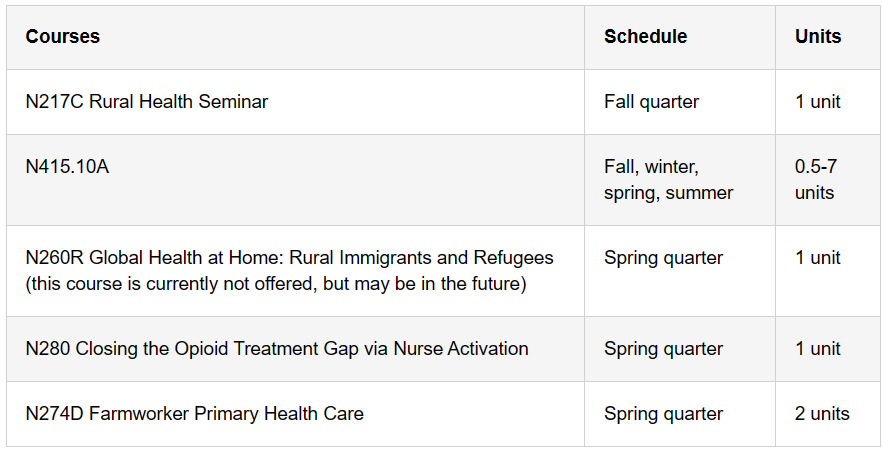 Courses Schedule Units
N217C Rural Health Seminar Fall quarter 1 unit
N415.10A Fall, winter, 0.5-7
spring, summer units
N260R Global Health at Home: Rural Immigrants and Refugees Spring quarter 1 unit
(this course is currently not offered, but may be in the future)
N280 Closing the Opioid Treatment Gap via Nurse Activation Spring quarter 1 unit
N274D Farmworker Primary Health Care Spring quarter 2 units